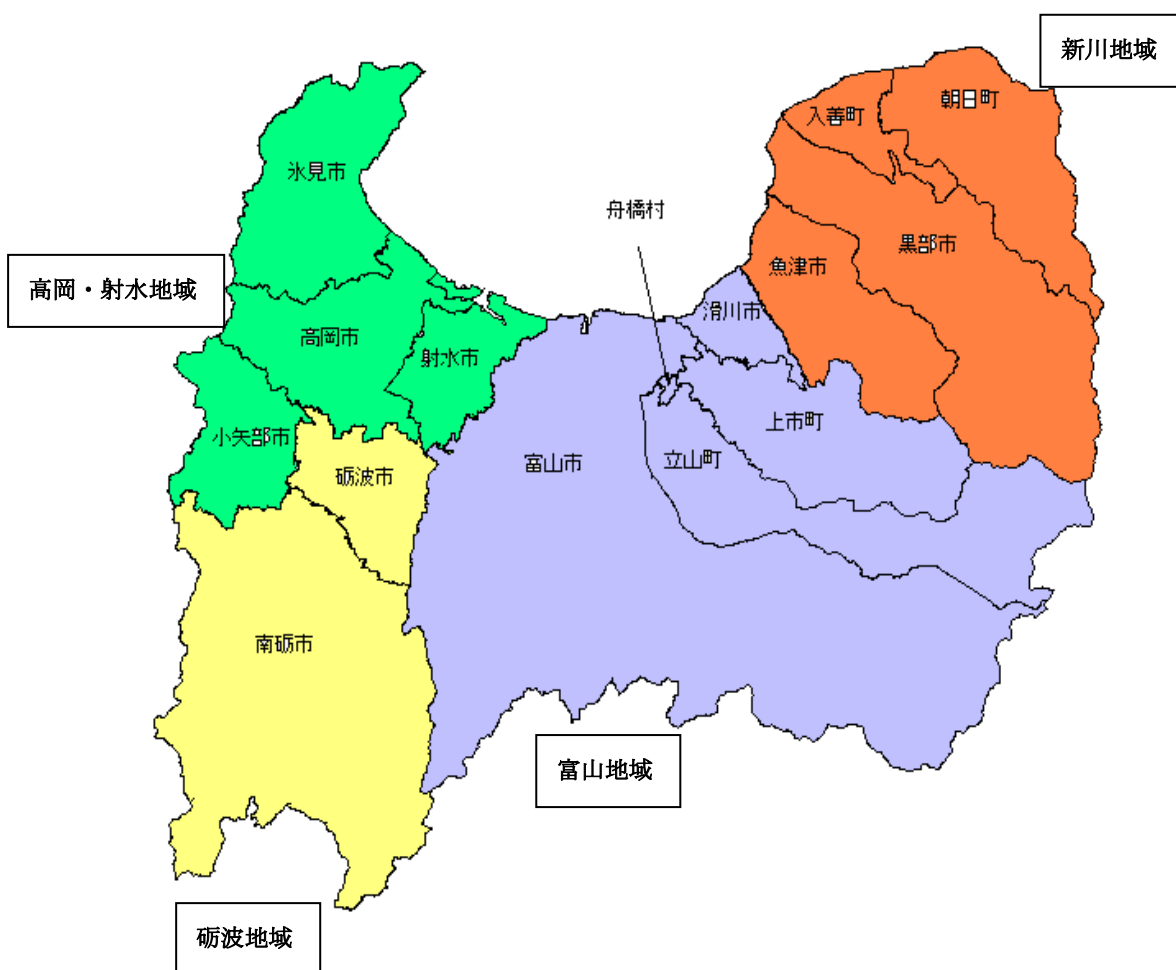 新川地域
朝日町
入善町
氷見市
舟橋村
黒部市
魚津市
高岡・射水地域
滑川市
高岡市
射水市
上市町
小矢部市
富山市
立山町
砺波市
南砺市
富山地域
砺波地域